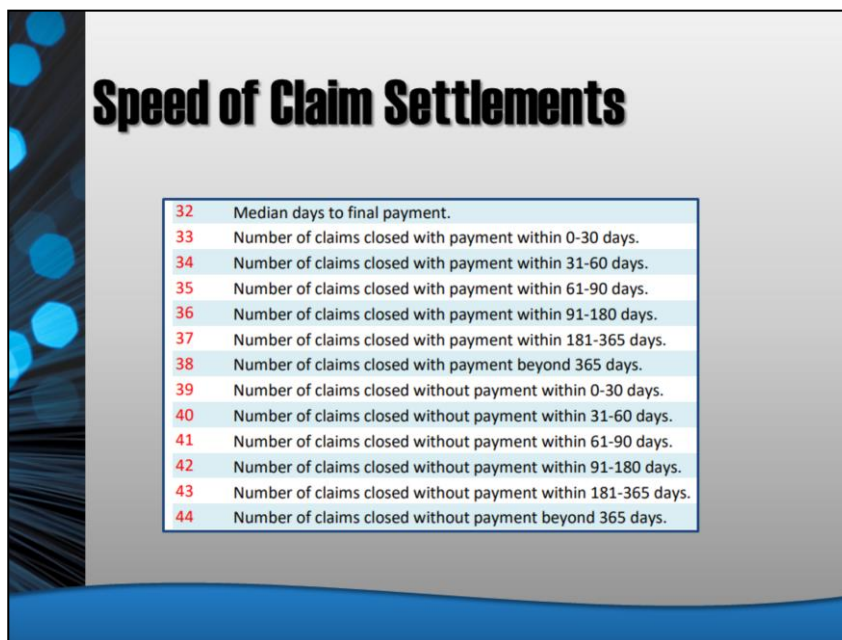 Speed of Claim Settlements
32 Median days to final payment.
33 Number of claims closed with payment within 0-30 days.
34 Number of claims closed with payment within 31-60 days.
35 Number of claims closed with payment within 61-90 days.
36 Number of claims closed with payment within 91-180 days.
37 Number of claims closed with payment within 181-365 days.
38 Number of claims closed with payment beyond 365 days.
39 Number of claims closed without payment within 0-30 days.
40 Number of claims closed without payment within 31-60 days.
41 Number of claims closed without payment within 61-90 days.
42 Number of claims closed without payment within 91-180 days.
43 Number of claims closed without payment within 181-365 days.
44 Number of claims closed without payment beyond 365 days.